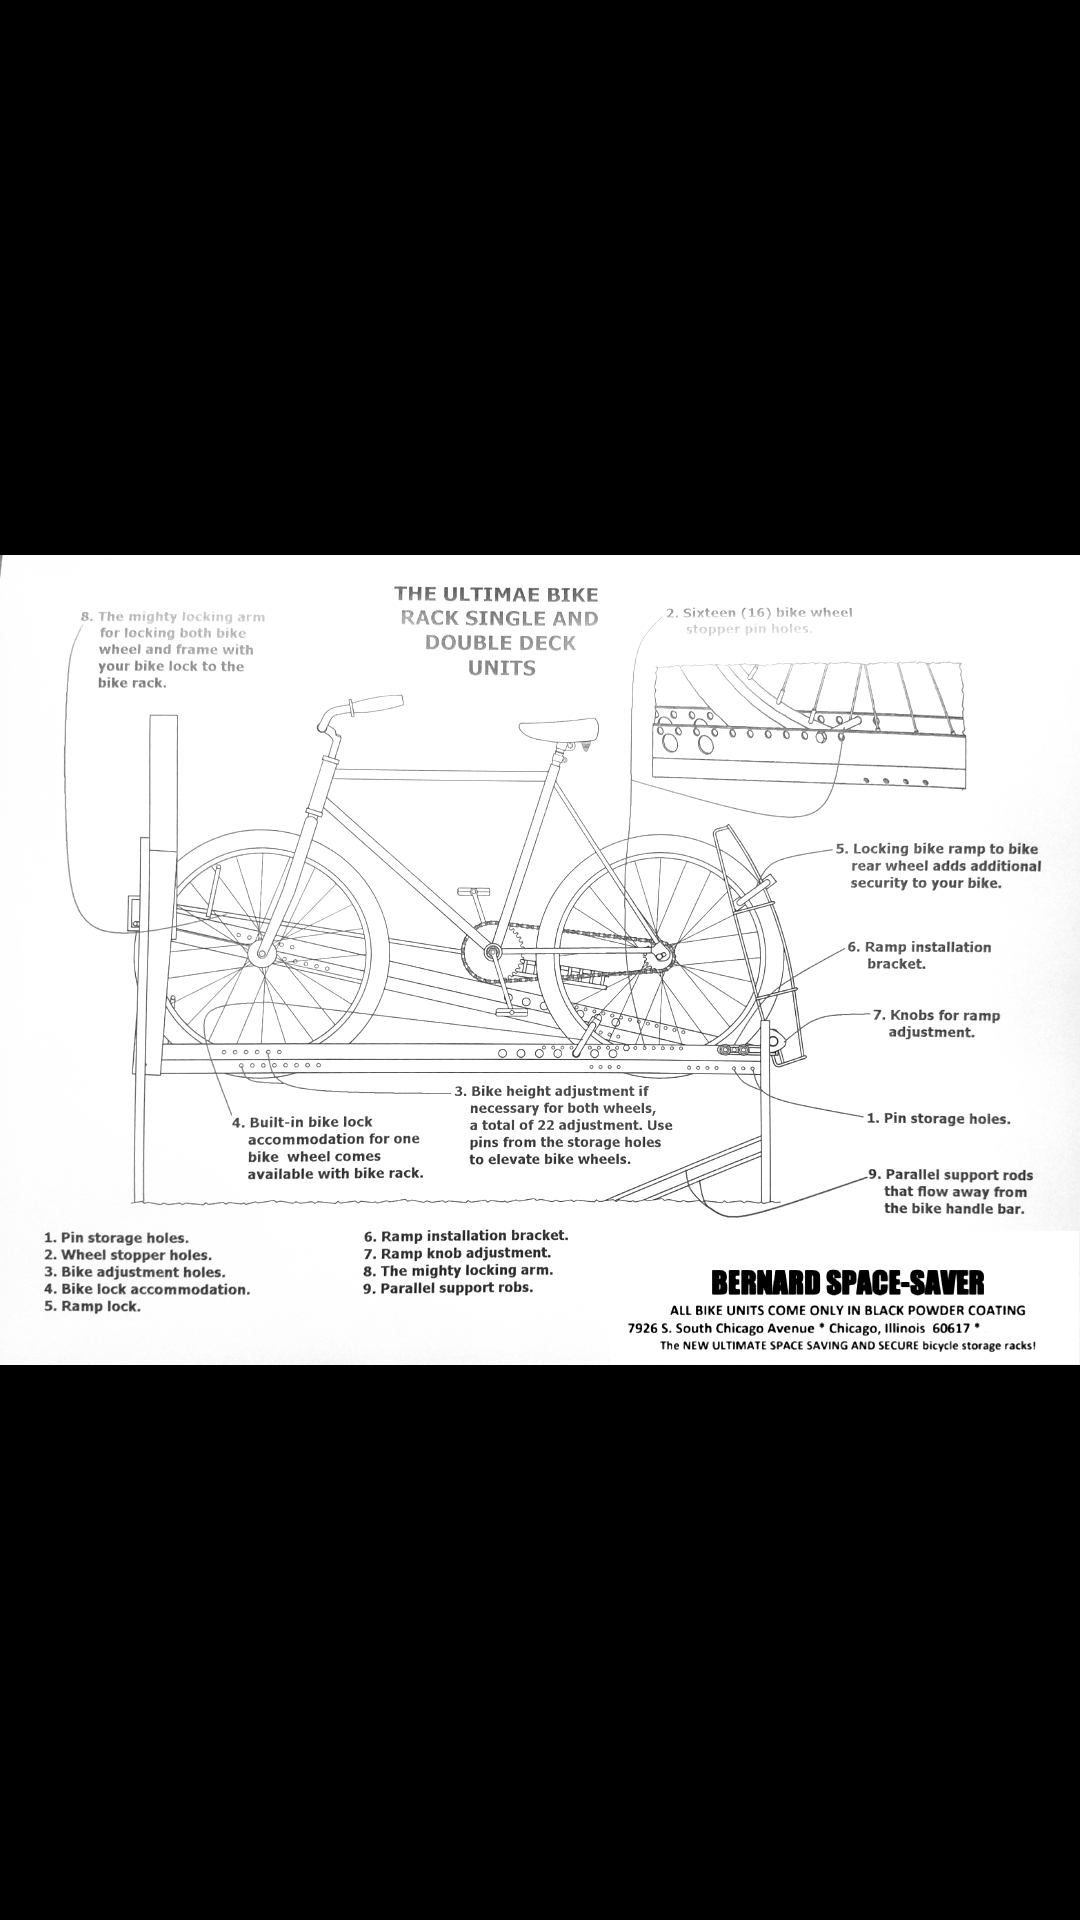 THE ULTIMAE BIKE
RACK SINGLE AND
DOUBLE DECK
UNITS
8. The mighty locking arm
for locking both bike
wheel and frame with
your bike lock to the
bike rack.
2. Sixteen (16) bike wheel
stopper pin holes.
5. Locking bike ramp to bike
rear wheel adds additional
security to your bike.
6. Ramp installation
bracket.
7. Knobs for ramp
adjustment.
3. Bike height adjustment if
necessary for both wheels,
a total of 22 adjustment. Use
pins from the storage holes
to elevate bike wheels.
4. Built-in bike lock
accommodation for one
bike wheel comes
available with bike rack.
1. Pin storage holes.
9. Parallel support rods
that flow away from
the bike handle bar.
1. Pin storage holes.
2. Wheel stopper holes.
3. Bike adjustment holes.
4. Bike lock accommodation.
5. Ramp lock.
6. Ramp installation bracket.
7. Ramp knob adjustment.
8. The mighty locking arm.
9. Parallel support robs.
BERNARD SPACE-SAVER
ALL BIKE UNITS COME ONLY IN BLACK POWDER COATING
7926 S. South Chicago Avenue * Chicago, Illinois 60617 *
The NEW ULTIMATE SPACE SAVING AND SECURE bicycle storage racks!